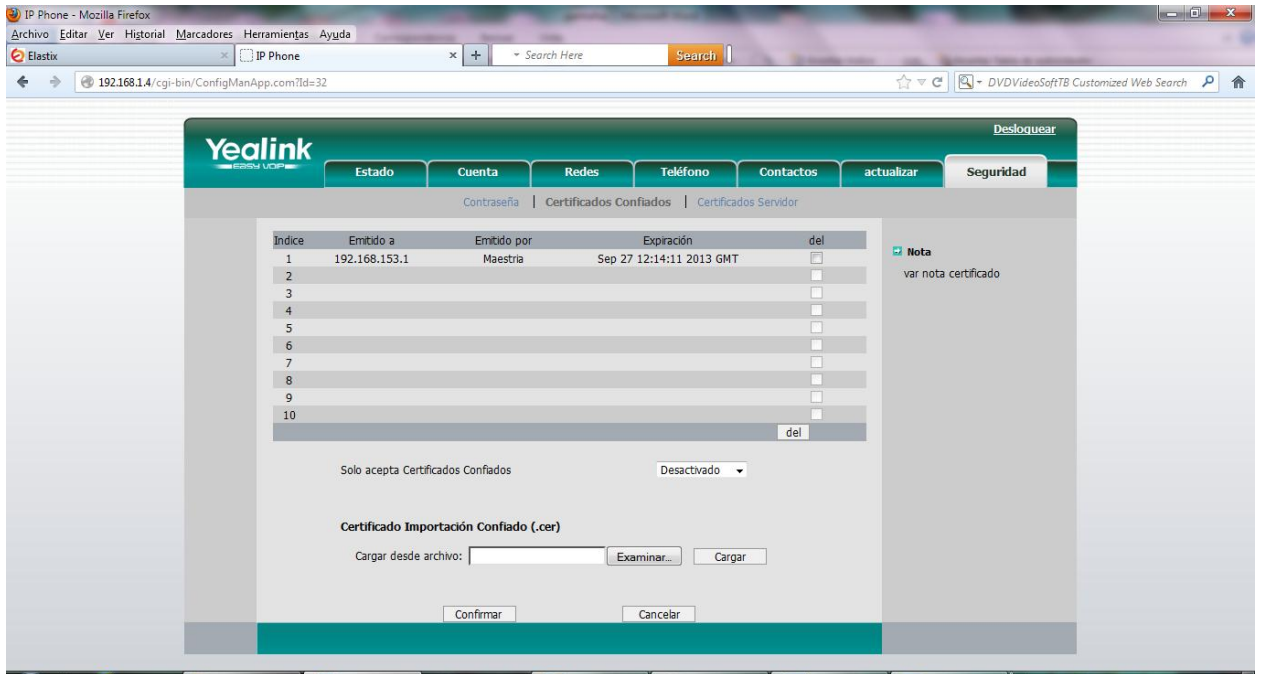 IP Phone - Mozilla Firefox
Archivo Editar Ver Historial Marcadores Herramientas Ayuda
Elastix × IP Phone × + Search Here Search
192.168.1.4/cgi-bin/ConfigManApp.com?Id=32 DVDVideoSoftTB Customized Web Search
Desloquear
Yealink
EASY VOIP
Estado Cuenta Redes Teléfono Contactos actualizar Seguridad
Contraseña | Certificados Confiados | Certificados Servidor
Indice Emitido a Emitido por Expiración del
1 192.168.153.1 Maestria Sep 27 12:14:11 2013 GMT
2
3
4
5
6
7
8
9
10
del
Nota
var nota certificado
Solo acepta Certificados Confiados Desactivado
Certificado Importación Confiado (.cer)
Cargar desde archivo: Examinar... Cargar
Confirmar Cancelar